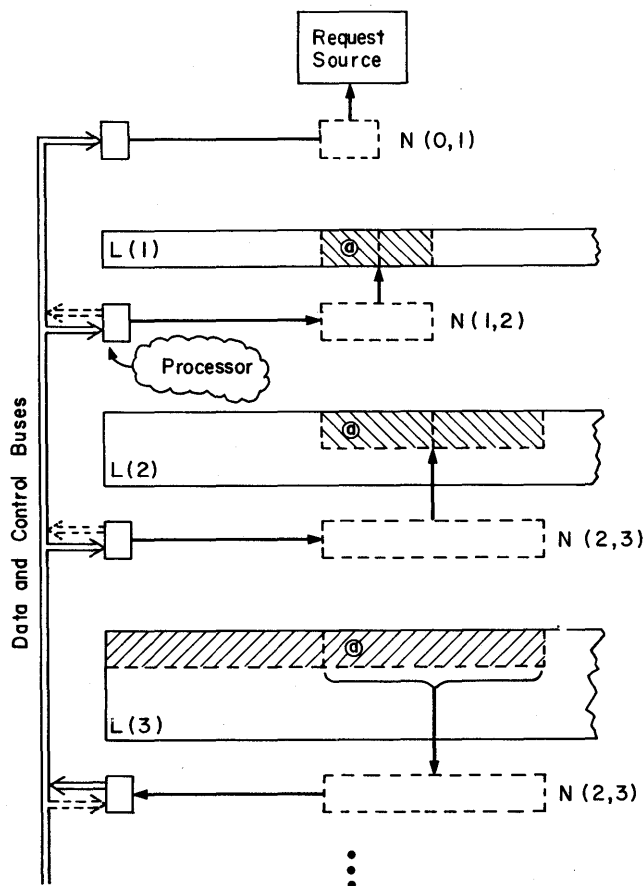 Request
Source
N(0,1)
L(1)
a
N(1,2)
Processor
Data and Control Buses
a
L(2)
N(2,3)
a
L(3)
N(2,3)